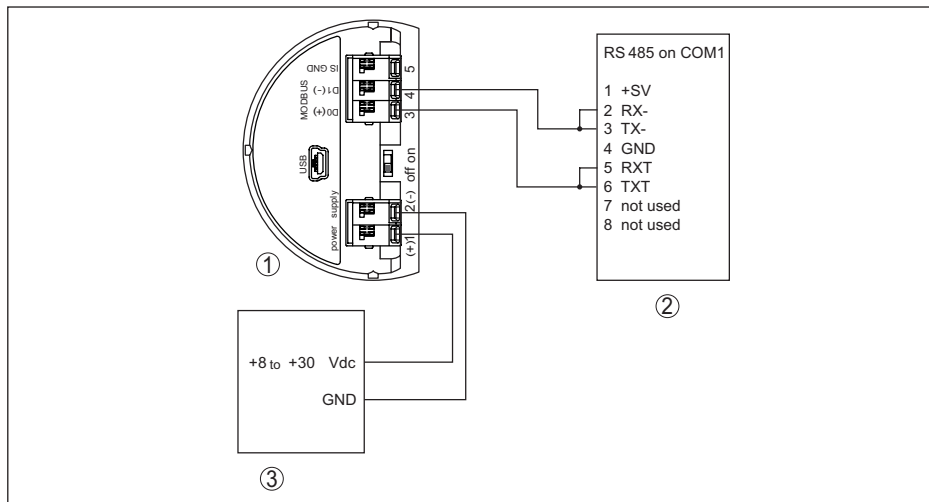 IS GND
5
MODBUS
D1(-)
4
D0(+)
3
USB
off on
power supply
2(-)
(+)1
①
RS 485 on COM1
1 +SV
2 RX-
3 TX-
4 GND
5 RXT
6 TXT
7 not used
8 not used
②
+8 to +30 Vdc
GND
③